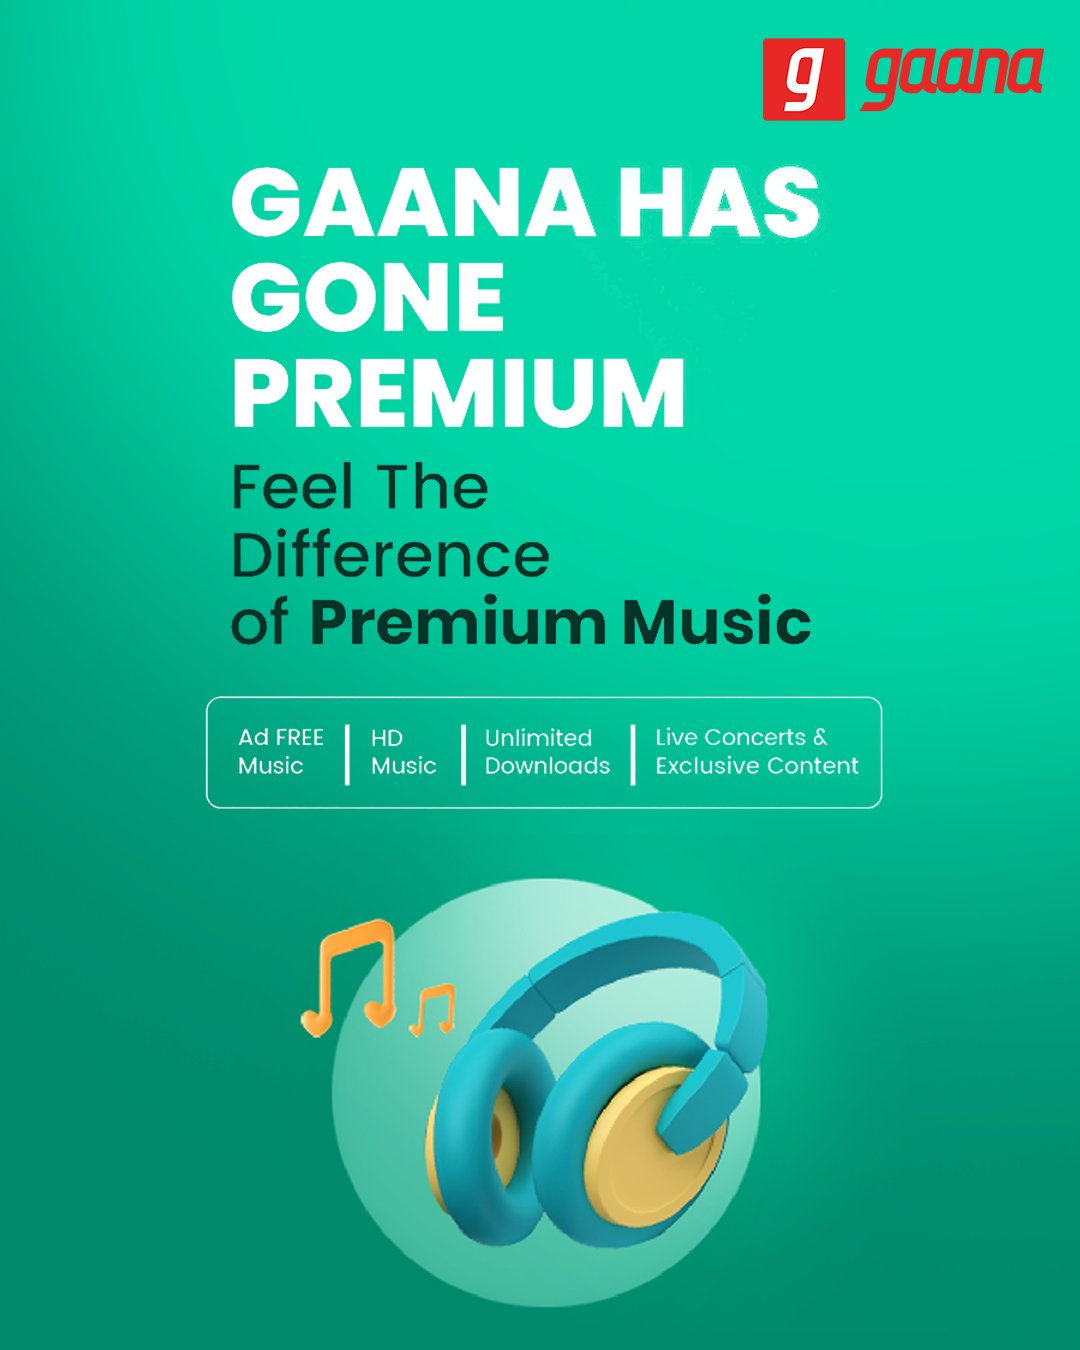 g gaana
GAANA HAS
GONE
PREMIUM
Feel The
Difference
of Premium Music
Ad FREE
Music
HD
Music
Unlimited
Downloads
Live Concerts &
Exclusive Content